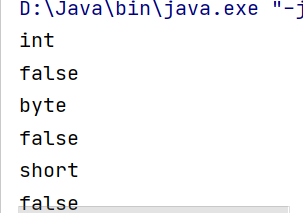 D:\Java\bin\java.exe "-j
int
false
byte
false
short
false